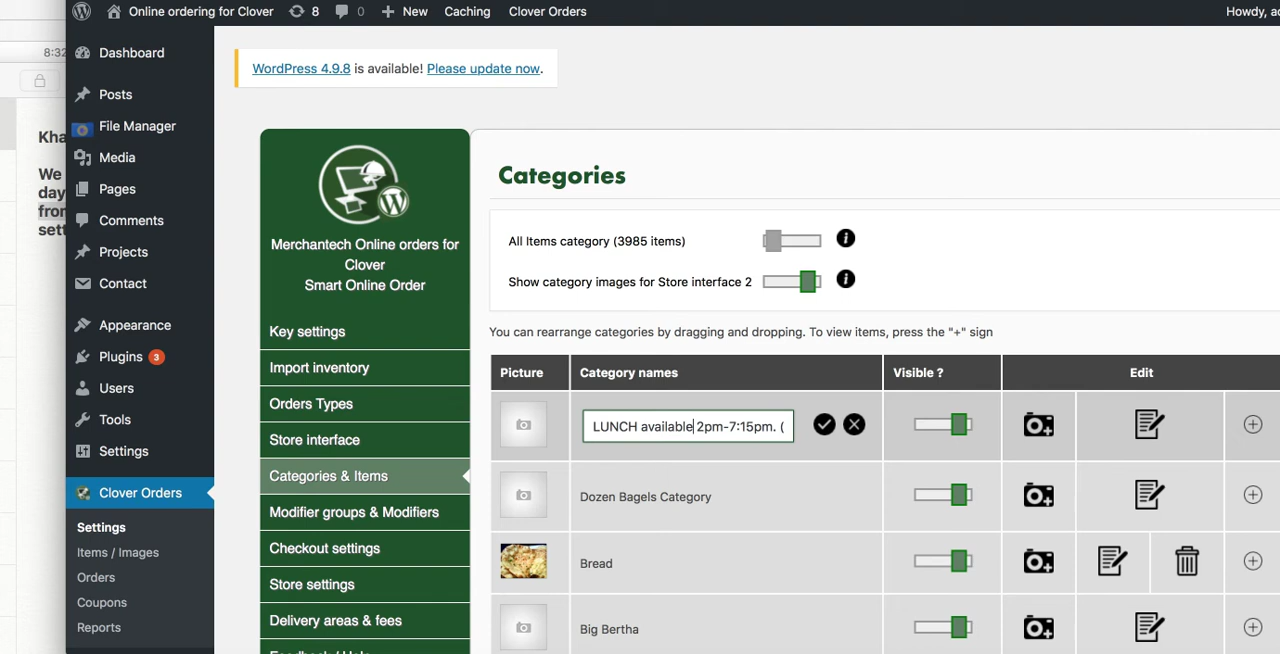 Online ordering for Clover
8
0
New
Caching
Clover Orders
Howdy, ac
8:32
Kha
We
day
fron
sett
Dashboard
Posts
File Manager
Media
Pages
Comments
Projects
Contact
Appearance
Plugins 3
Users
Tools
Settings
Clover Orders
Settings
Items / Images
Orders
Coupons
Reports
WordPress 4.9.8 is available! Please update now.
Merchantech Online orders for
Clover
Smart Online Order
Key settings
Import inventory
Orders Types
Store interface
Categories & Items
Modifier groups & Modifiers
Checkout settings
Store settings
Delivery areas & fees
Categories
All Items category (3985 items)
Show category images for Store interface 2
You can rearrange categories by dragging and dropping. To view items, press the "+" sign
Picture
Category names
Visible ?
Edit
LUNCH available 2pm-7:15pm. (
Dozen Bagels Category
Bread
Big Bertha